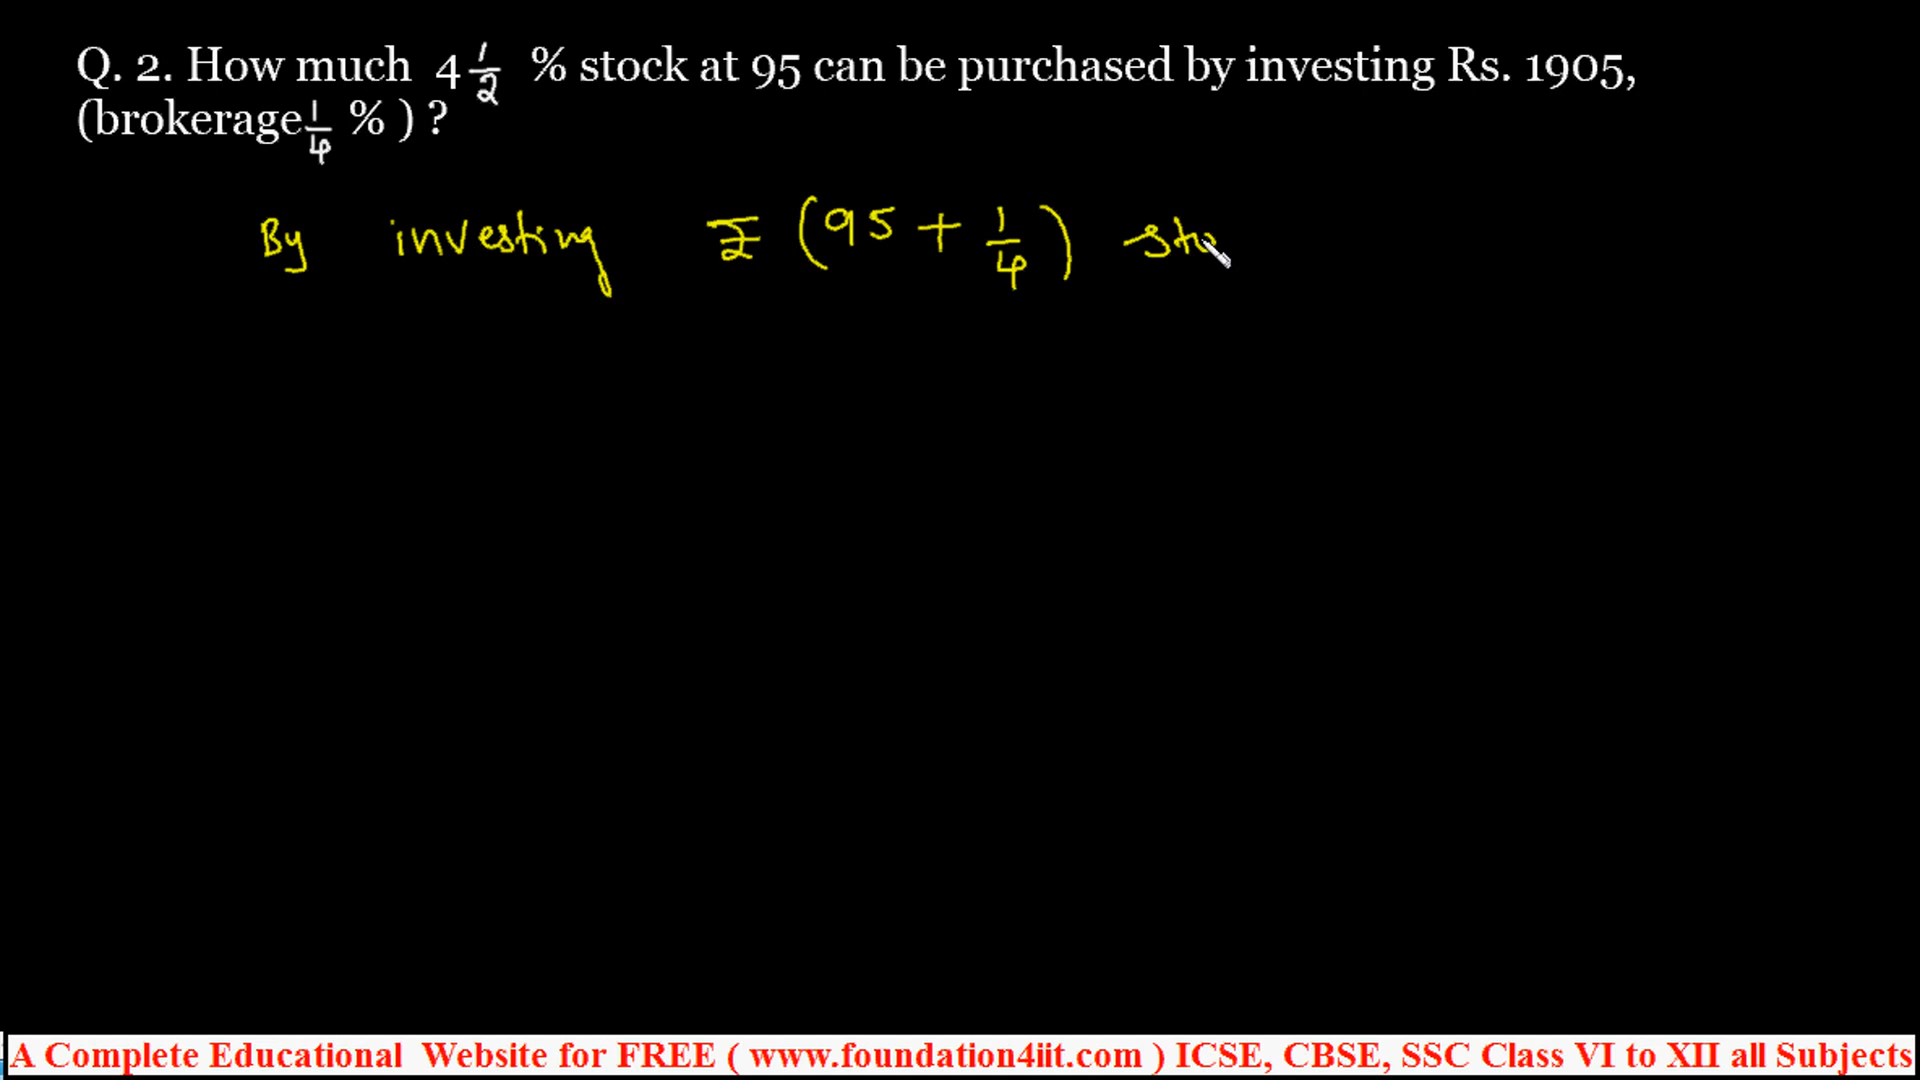 Q. 2. How much 4 1/2 % stock at 95 can be purchased by investing Rs. 1905,
(brokerage 1/4 % ) ?
By investing ₹ (95 + 1/4) sto
A Complete Educational Website for FREE ( www.foundation4iit.com ) ICSE, CBSE, SSC Class VI to XII all Subjects